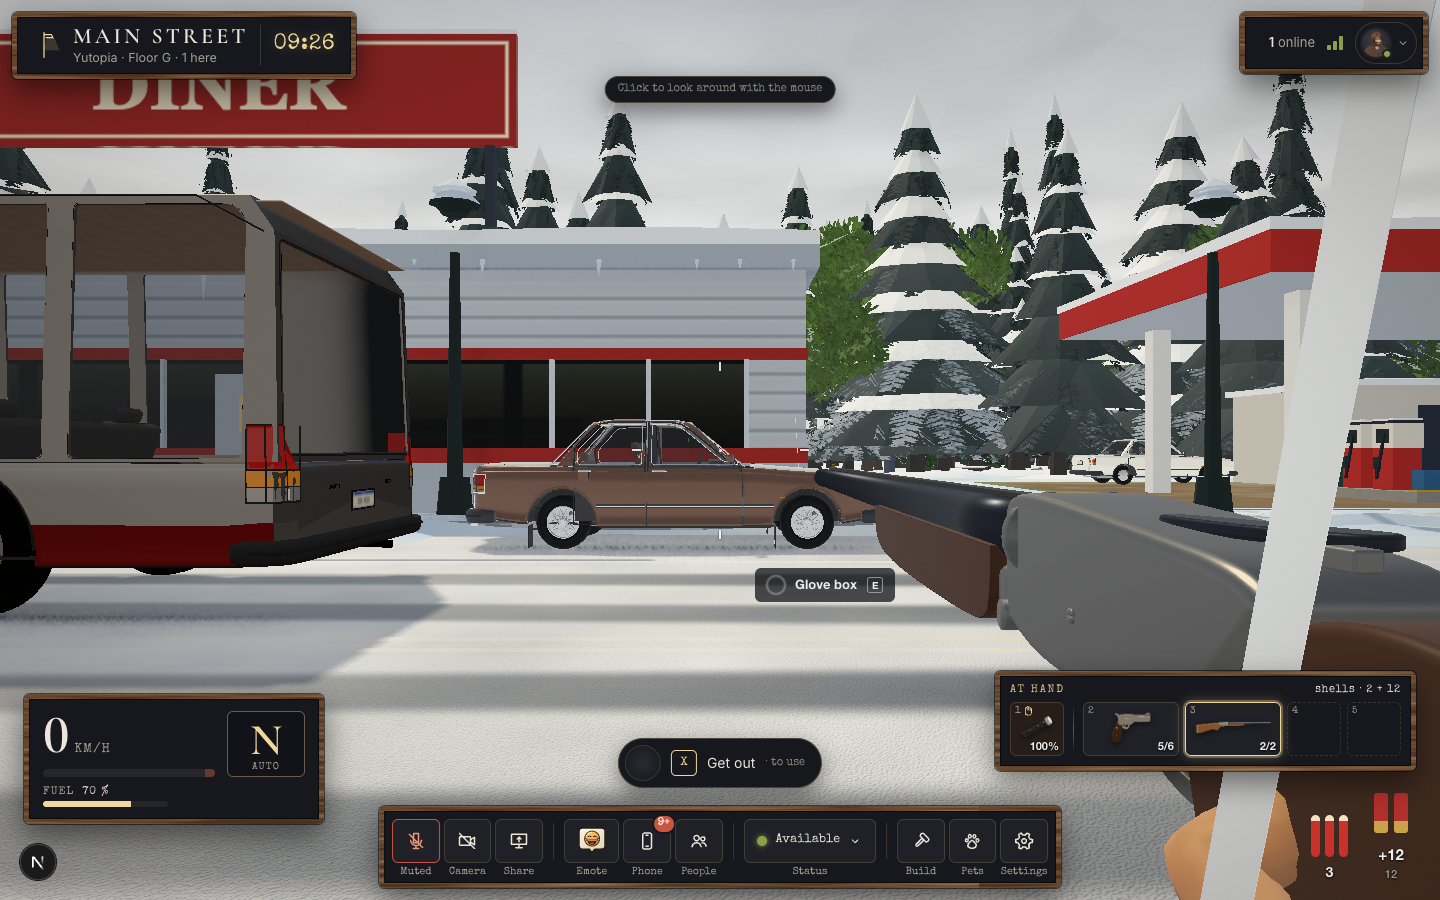 MAIN STREET
Yutopia · Floor G · 1 here
09:26
1 online
DINER
Click to look around with the mouse
Glove box E
0 KM/H
N
AUTO
FUEL 70 %
X Get out · to use
AT HAND
shells · 2 + 12
1
100%
2
5/6
3
2/2
4
5
9+
Available
Muted
Camera
Share
Emote
Phone
People
Status
Build
Pets
Settings
N
3
+12
12